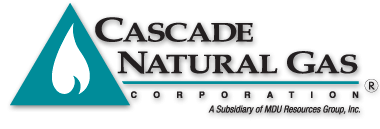 CASCADE
NATURAL GAS
CORPORATION ®
A Subsidiary of MDU Resources Group, Inc.